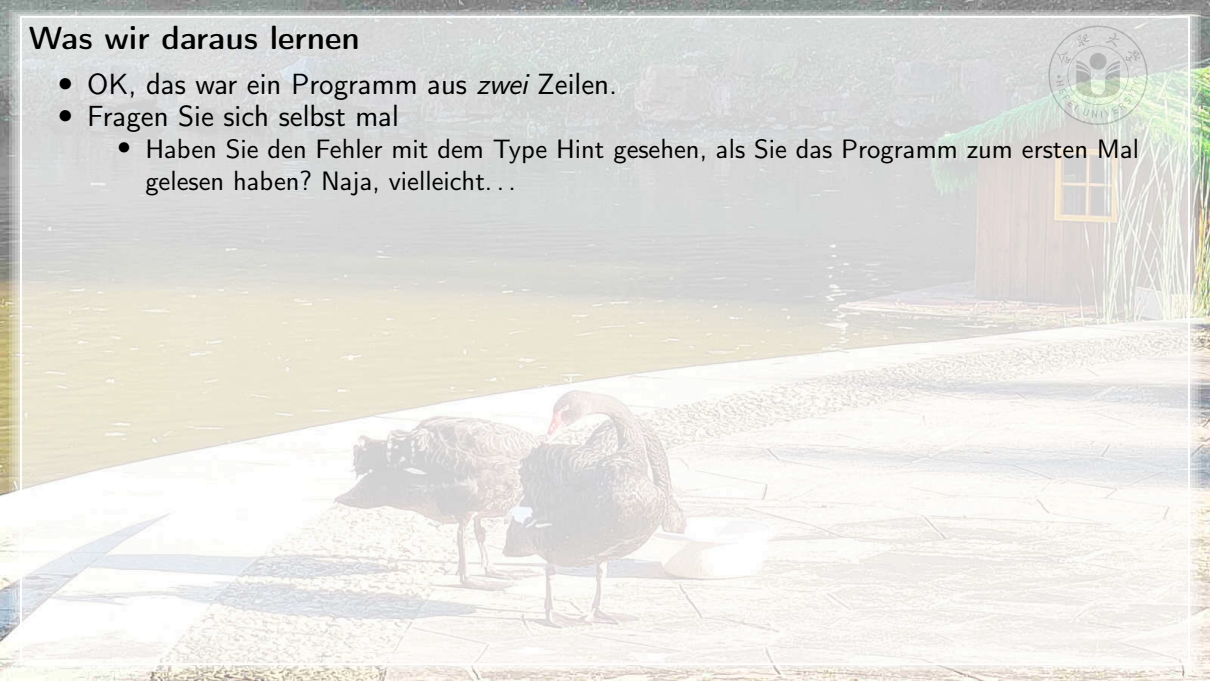 Was wir daraus lernen
• OK, das war ein Programm aus zwei Zeilen.
• Fragen Sie sich selbst mal
• Haben Sie den Fehler mit dem Type Hint gesehen, als Sie das Programm zum ersten Mal
gelesen haben? Naja, vielleicht...